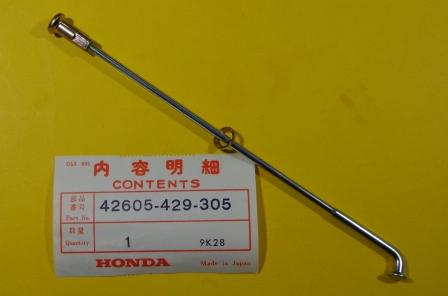 内容明細
CONTENTS
部品
番号
Part No.
42605-429-305
数量
Quantity
1
9K28
HONDA
Made in Japan